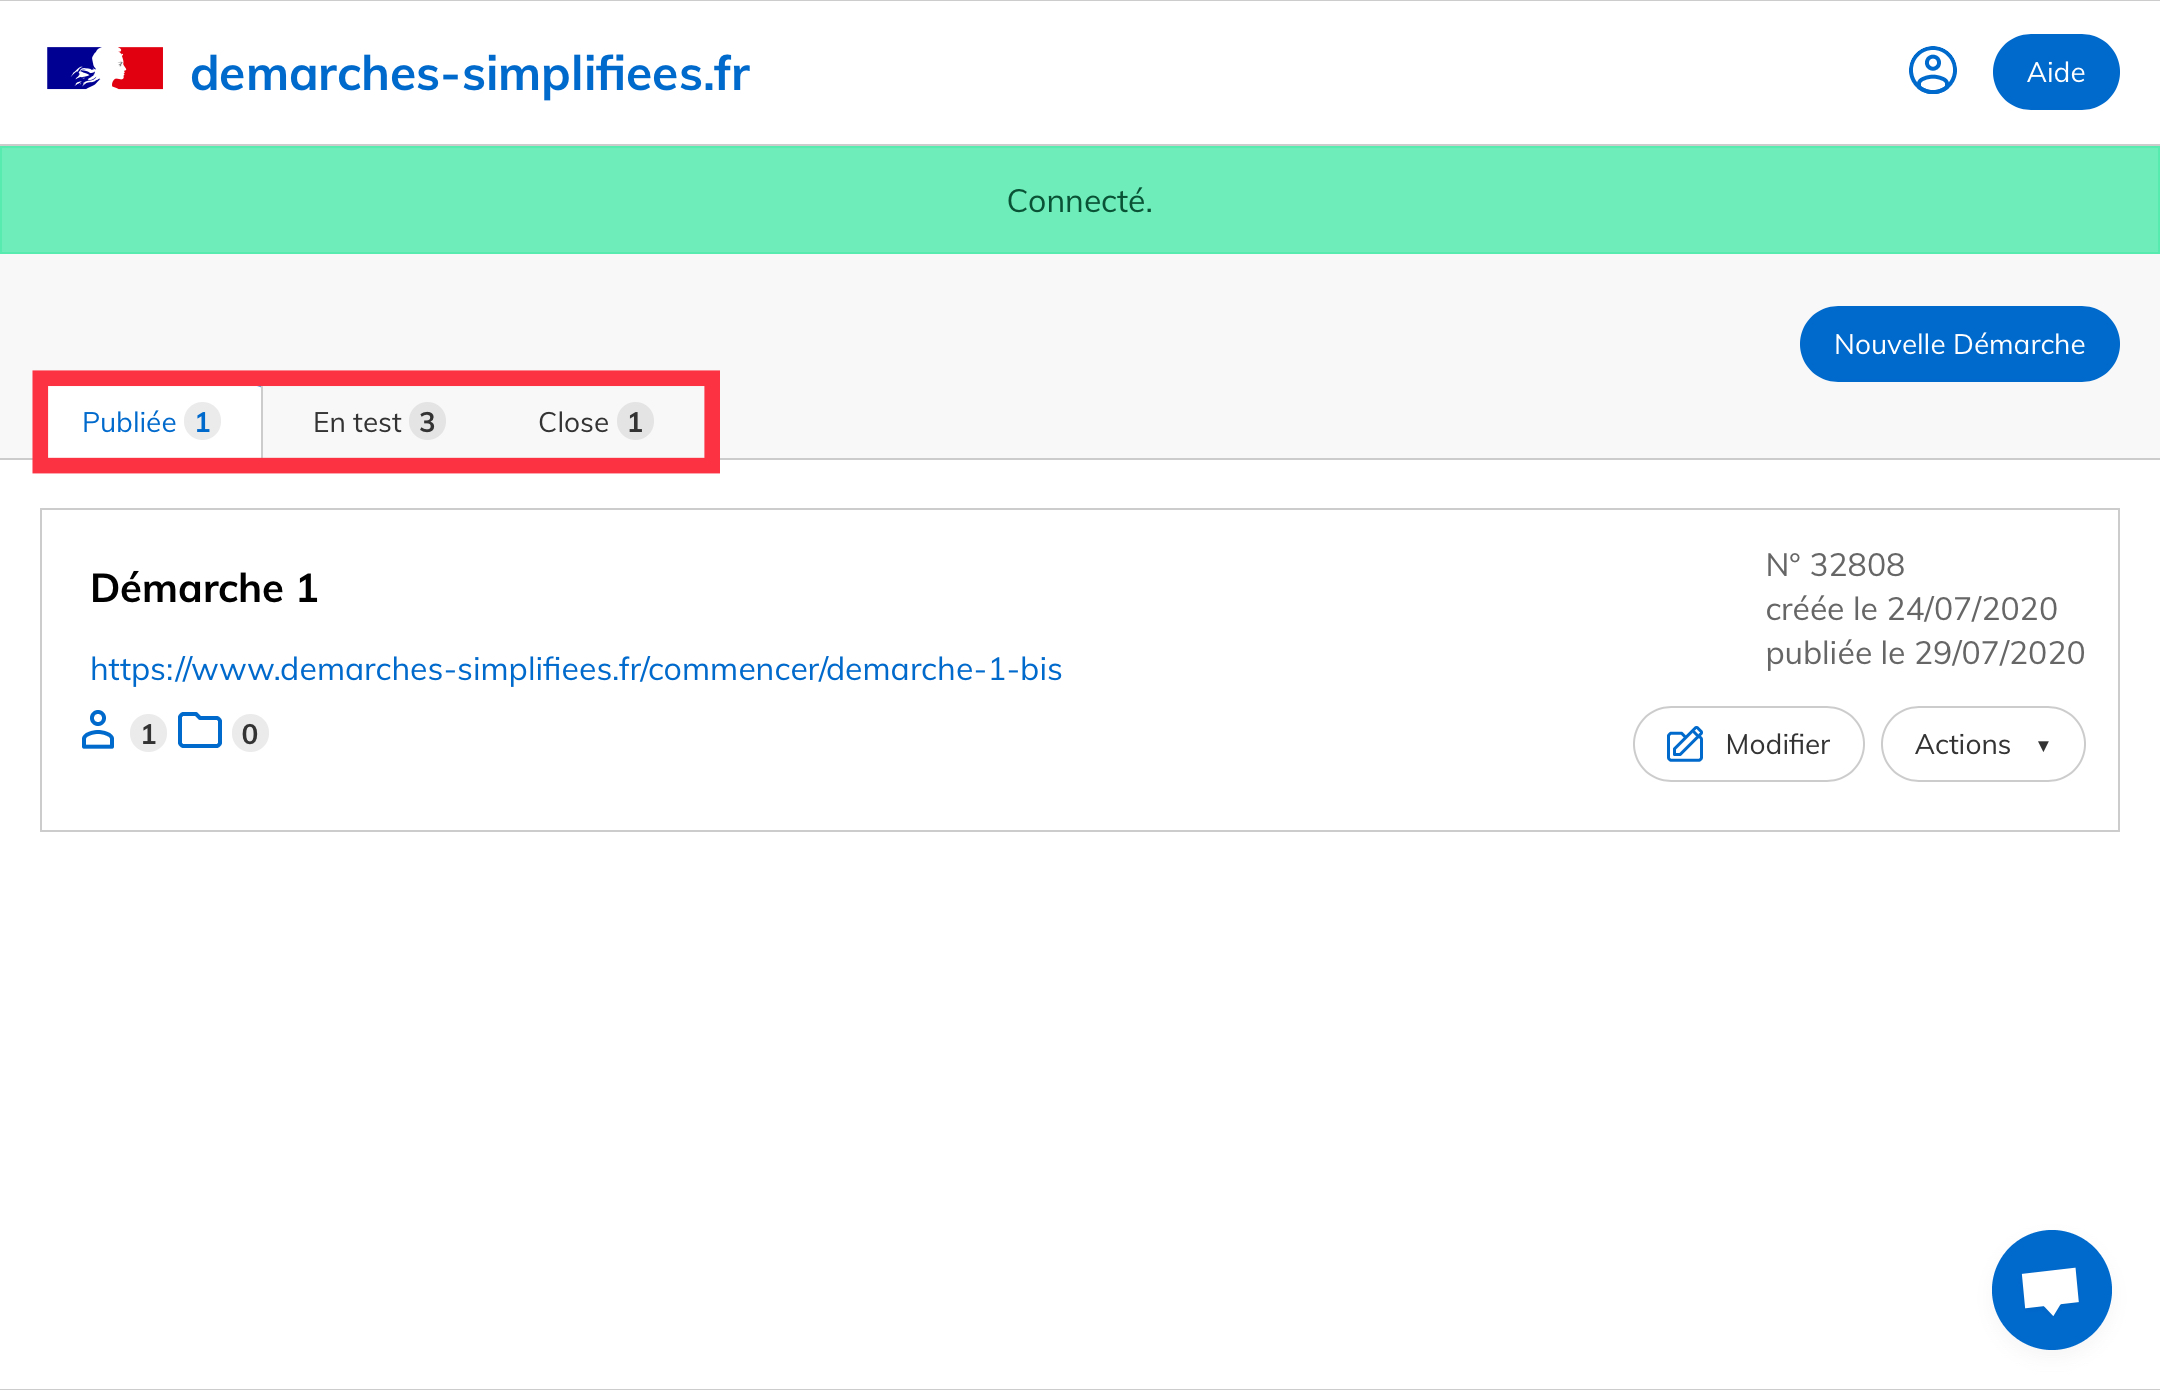 demarches-simplifiees.fr
Aide
Connecté.
Nouvelle Démarche
Publiée 1
En test 3
Close 1
Démarche 1
N° 32808
créée le 24/07/2020
publiée le 29/07/2020
https://www.demarches-simplifiees.fr/commencer/demarche-1-bis
1
0
Modifier
Actions ▼